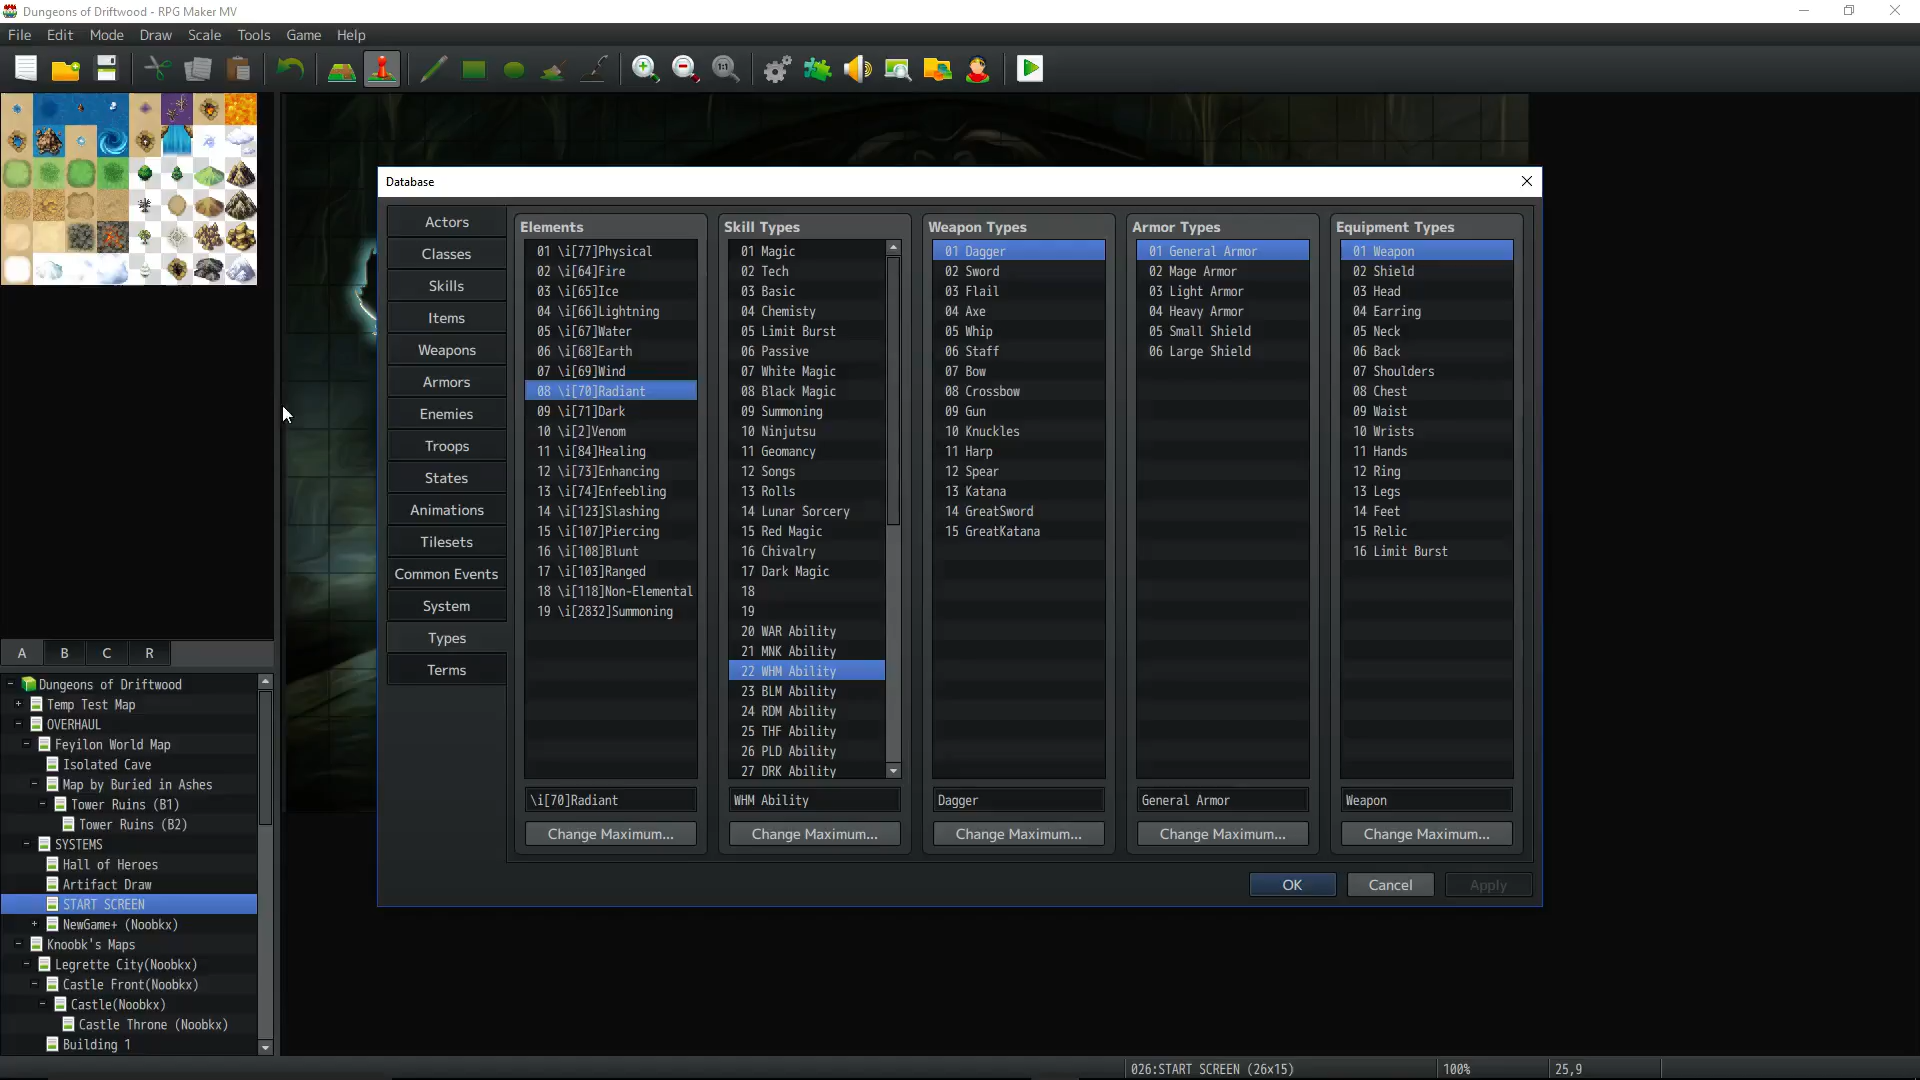 Dungeons of Driftwood - RPG Maker MV
File Edit Mode Draw Scale Tools Game Help
1:1
Database
Actors
Classes
Skills
Items
Weapons
Armors
Enemies
Troops
States
Animations
Tilesets
Common Events
System
Types
Terms
Elements
01 \i[77]Physical
02 \i[64]Fire
03 \i[65]Ice
04 \i[66]Lightning
05 \i[67]Water
06 \i[68]Earth
07 \i[69]Wind
08 \i[70]Radiant
09 \i[71]Dark
10 \i[2]Venom
11 \i[84]Healing
12 \i[73]Enhancing
13 \i[74]Enfeebling
14 \i[123]Slashing
15 \i[107]Piercing
16 \i[108]Blunt
17 \i[103]Ranged
18 \i[118]Non-Elemental
19 \i[2832]Summoning
\i[70]Radiant
Change Maximum...
Skill Types
01 Magic
02 Tech
03 Basic
04 Chemisty
05 Limit Burst
06 Passive
07 White Magic
08 Black Magic
09 Summoning
10 Ninjutsu
11 Geomancy
12 Songs
13 Rolls
14 Lunar Sorcery
15 Red Magic
16 Chivalry
17 Dark Magic
18
19
20 WAR Ability
21 MNK Ability
22 WHM Ability
23 BLM Ability
24 RDM Ability
25 THF Ability
26 PLD Ability
27 DRK Ability
WHM Ability
Change Maximum...
Weapon Types
01 Dagger
02 Sword
03 Flail
04 Axe
05 Whip
06 Staff
07 Bow
08 Crossbow
09 Gun
10 Knuckles
11 Harp
12 Spear
13 Katana
14 GreatSword
15 GreatKatana
Dagger
Change Maximum...
Armor Types
01 General Armor
02 Mage Armor
03 Light Armor
04 Heavy Armor
05 Small Shield
06 Large Shield
General Armor
Change Maximum...
Equipment Types
01 Weapon
02 Shield
03 Head
04 Earring
05 Neck
06 Back
07 Shoulders
08 Chest
09 Waist
10 Wrists
11 Hands
12 Ring
13 Legs
14 Feet
15 Relic
16 Limit Burst
Weapon
Change Maximum...
OK Cancel Apply
A B C R
Dungeons of Driftwood
Temp Test Map
OVERHAUL
Feyilon World Map
Isolated Cave
Map by Buried in Ashes
Tower Ruins (B1)
Tower Ruins (B2)
SYSTEMS
Hall of Heroes
Artifact Draw
START SCREEN
NewGame+ (Noobkx)
Knoobk's Maps
Legrette City(Noobkx)
Castle Front(Noobkx)
Castle(Noobkx)
Castle Throne (Noobkx)
Building 1
026:START SCREEN (26x15) 100% 25,9